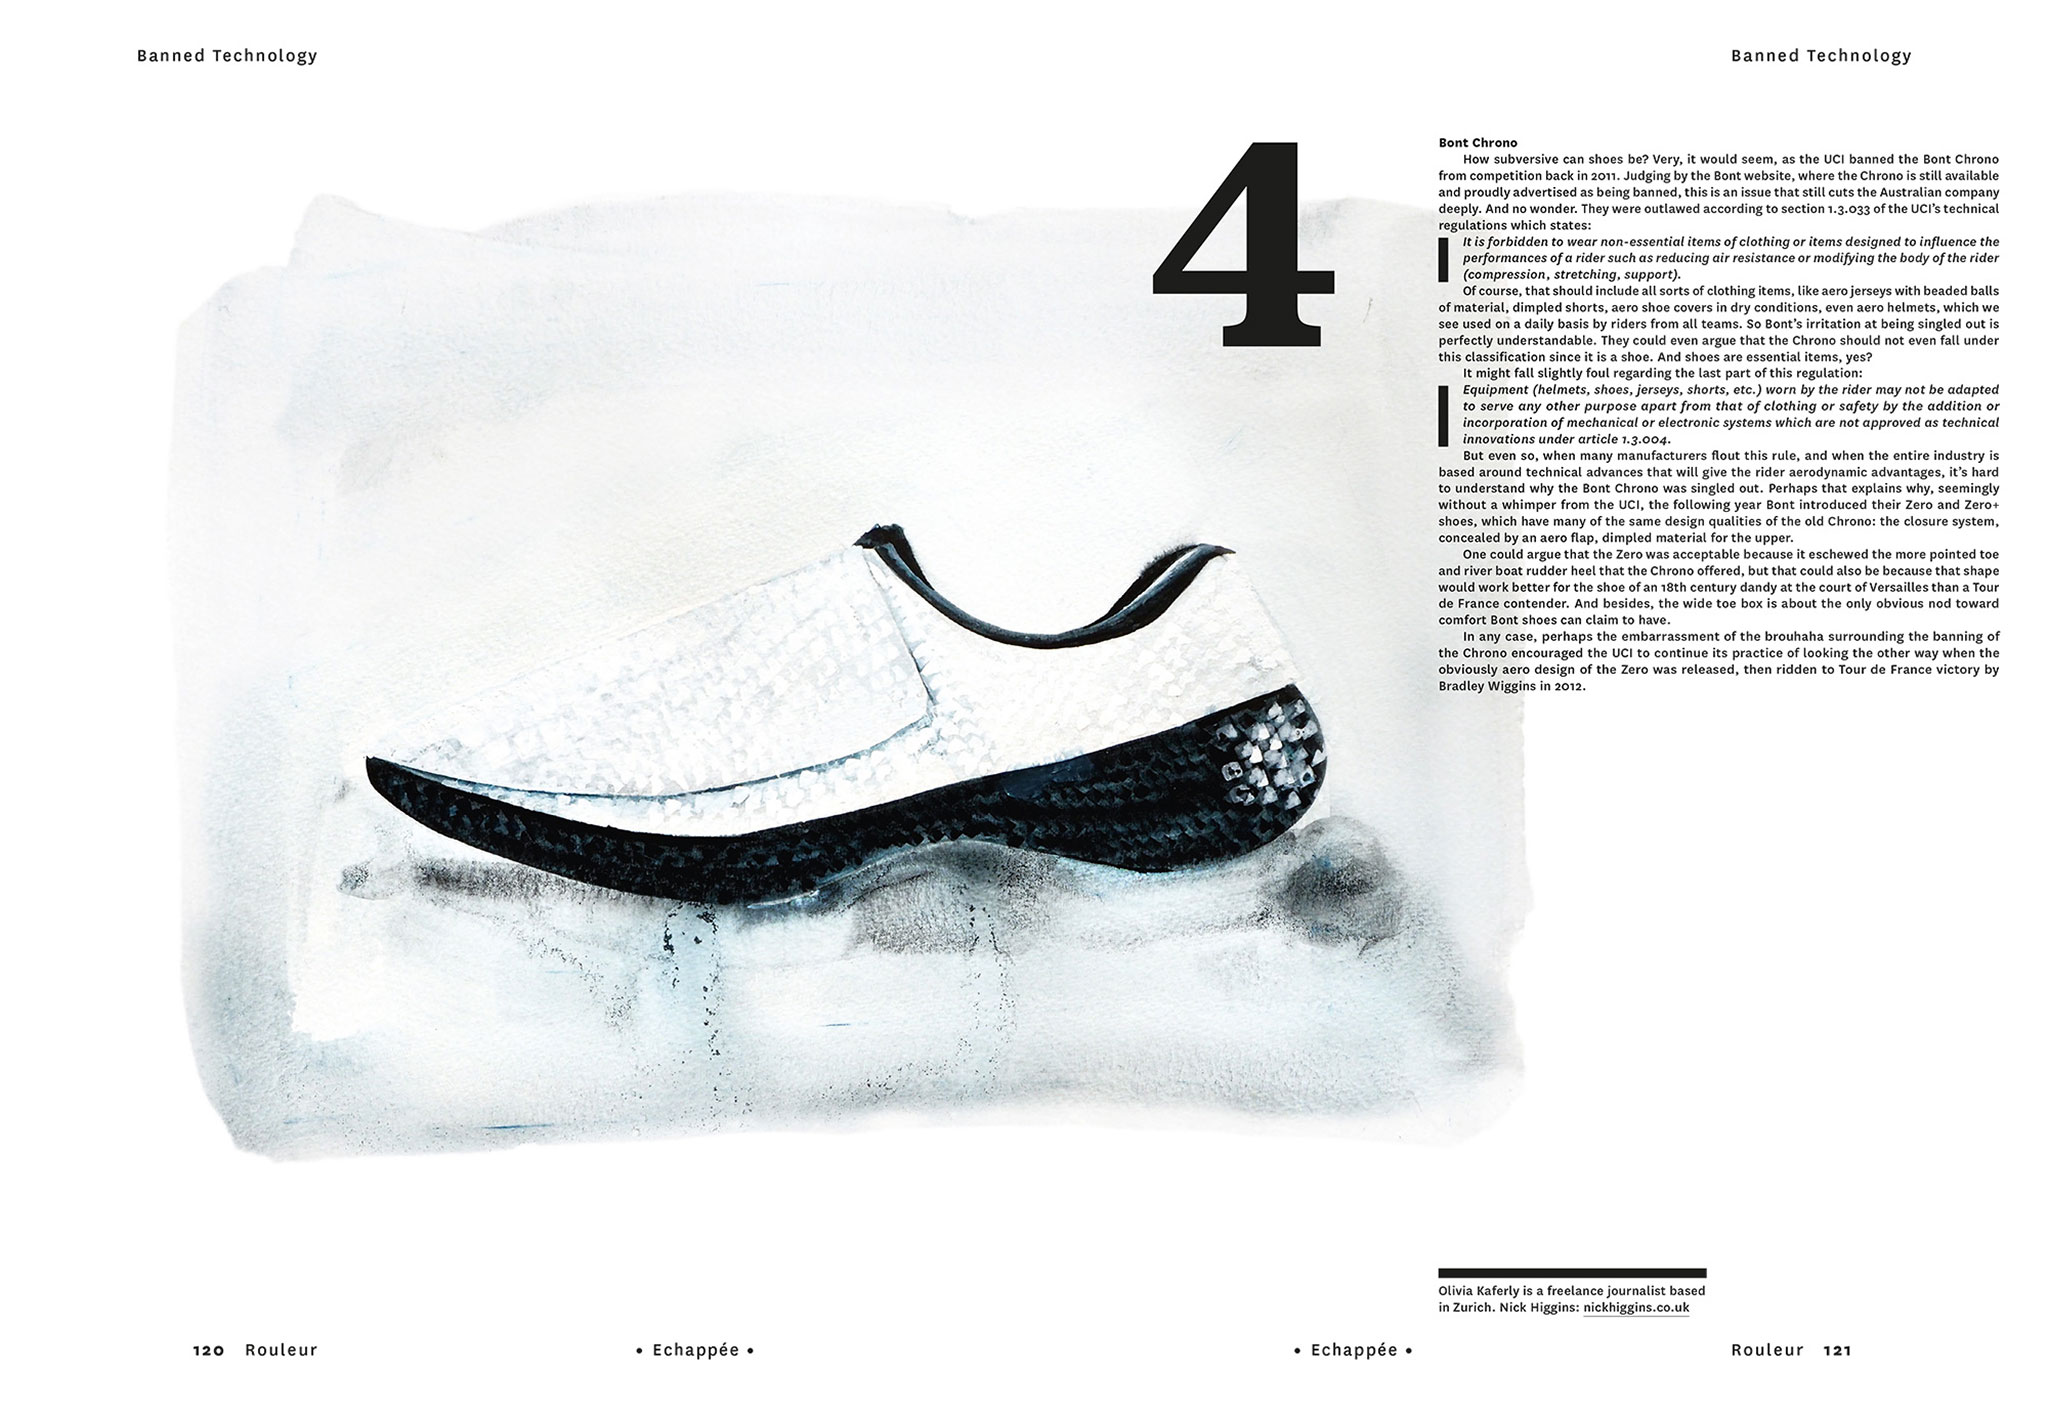 Banned Technology
Banned Technology
4
Bont Chrono
How subversive can shoes be? Very, it would seem, as the UCI banned the Bont Chrono
from competition back in 2011. Judging by the Bont website, where the Chrono is still available
and proudly advertised as being banned, this is an issue that still cuts the Australian company
deeply. And no wonder. They were outlawed according to section 1.3.033 of the UCI's technical
regulations which states:
It is forbidden to wear non-essential items of clothing or items designed to influence the
performances of a rider such as reducing air resistance or modifying the body of the rider
(compression, stretching, support).
Of course, that should include all sorts of clothing items, like aero jerseys with beaded balls
of material, dimpled shorts, aero shoe covers in dry conditions, even aero helmets, which we
see used on a daily basis by riders from all teams. So Bont's irritation at being singled out is
perfectly understandable. They could even argue that the Chrono should not even fall under
this classification since it is a shoe. And shoes are essential items, yes?
It might fall slightly foul regarding the last part of this regulation:
Equipment (helmets, shoes, jerseys, shorts, etc.) worn by the rider may not be adapted
to serve any other purpose apart from that of clothing or safety by the addition or
incorporation of mechanical or electronic systems which are not approved as technical
innovations under article 1.3.004.
But even so, when many manufacturers flout this rule, and when the entire industry is
based around technical advances that will give the rider aerodynamic advantages, it's hard
to understand why the Bont Chrono was singled out. Perhaps that explains why, seemingly
without a whimper from the UCI, the following year Bont introduced their Zero and Zero+
shoes, which have many of the same design qualities of the old Chrono: the closure system,
concealed by an aero flap, dimpled material for the upper.
One could argue that the Zero was acceptable because it eschewed the more pointed toe
and river boat rudder heel that the Chrono offered, but that could also be because that shape
would work better for the shoe of an 18th century dandy at the court of Versailles than a Tour
de France contender. And besides, the wide toe box is about the only obvious nod toward
comfort Bont shoes can claim to have.
In any case, perhaps the embarrassment of the brouhaha surrounding the banning of
the Chrono encouraged the UCI to continue its practice of looking the other way when the
obviously aero design of the Zero was released, then ridden to Tour de France victory by
Bradley Wiggins in 2012.
Olivia Kaferly is a freelance journalist based
in Zurich. Nick Higgins: nickhiggins.co.uk
120 Rouleur
• Echappée •
• Echappée •
Rouleur 121